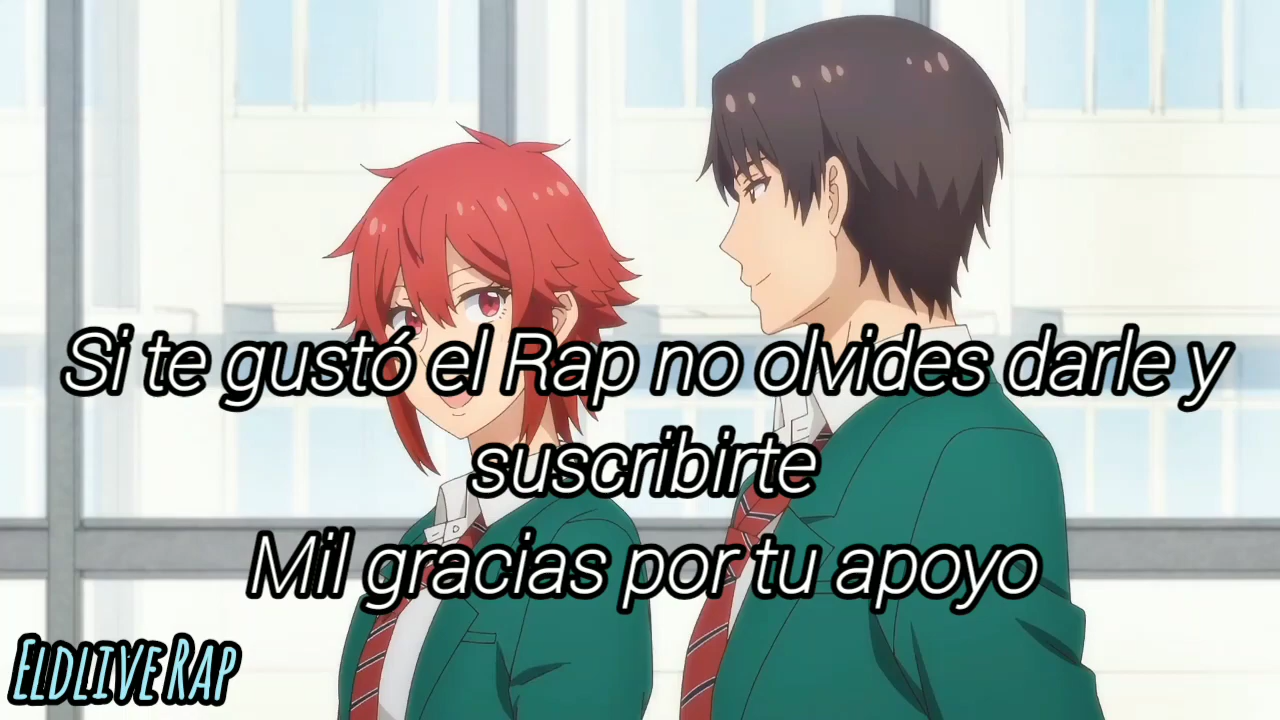 Si te gustó el Rap no olvides darle y
suscribirte
Mil gracias por tu apoyo
Eldlive Rap